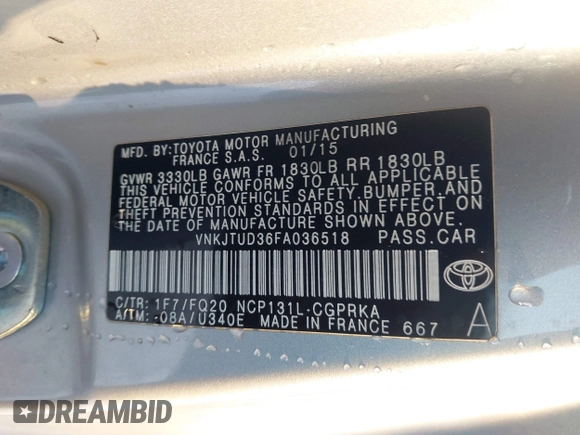 MFD. BY:TOYOTA MOTOR MANUFACTURING
FRANCE S.A.S. 01/15
GVWR 3330LB GAWR FR 1830LB RR 1830LB
THIS VEHICLE CONFORMS TO ALL APPLICABLE
FEDERAL MOTOR VEHICLE SAFETY,BUMPER,AND
THEFT PREVENTION STANDARDS IN EFFECT ON
THE DATE OF MANUFACTURE SHOWN ABOVE.
VNKJTUD36FA036518 PASS.CAR
C/TR: 1F7/FQ20 NCP131L-CGPRKA
A/TM: -08A/U340E MADE IN FRANCE 667 A
DREAMBID